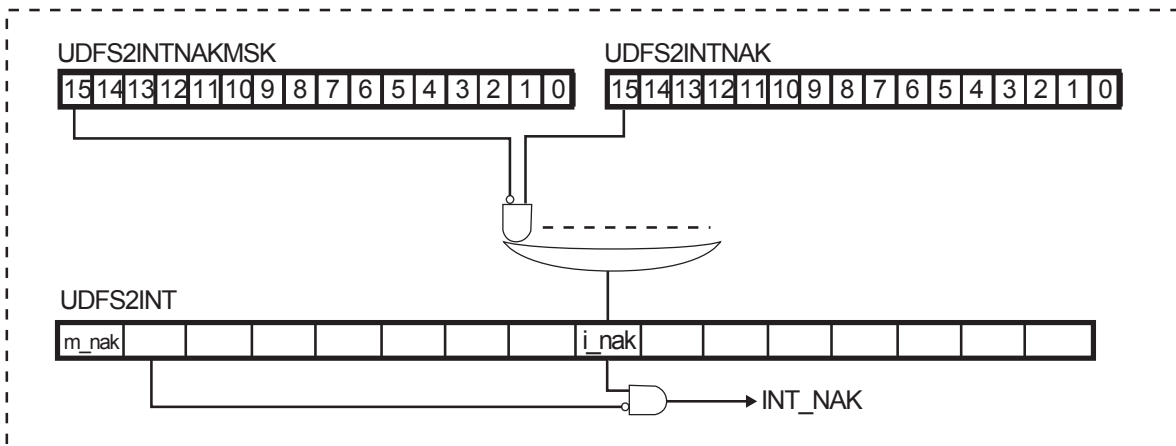 UDFS2INTNAKMSK
UDFS2INTNAK
15 14 13 12 11 10 9 8 7 6 5 4 3 2 1 0
15 14 13 12 11 10 9 8 7 6 5 4 3 2 1 0
UDFS2INT
m_nak i_nak
INT_NAK